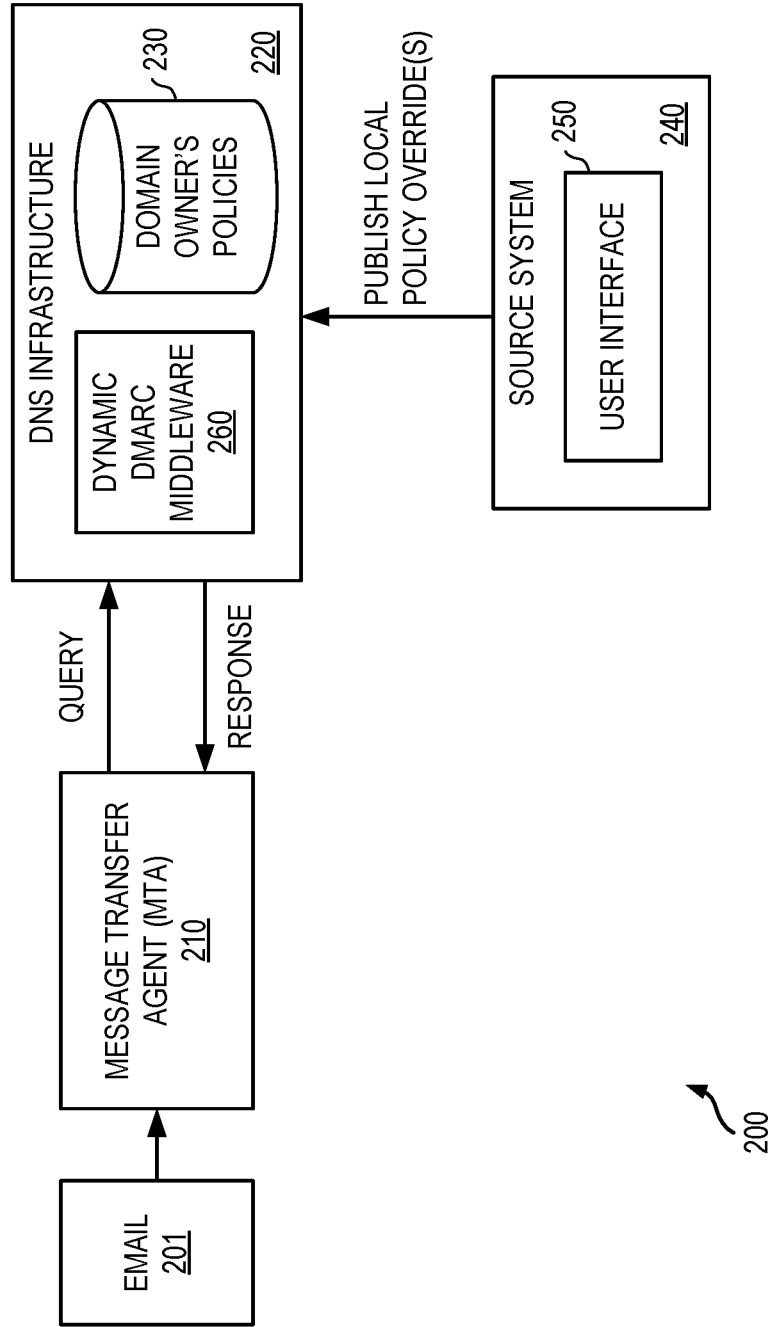 EMAIL
201
MESSAGE TRANSFER
AGENT (MTA)
210
QUERY
RESPONSE
DNS INFRASTRUCTURE
DYNAMIC
DMARC
MIDDLEWARE
260
DOMAIN
OWNER'S
POLICIES
230
220
PUBLISH LOCAL
POLICY OVERRIDE(S)
SOURCE SYSTEM
USER INTERFACE
250
240
200